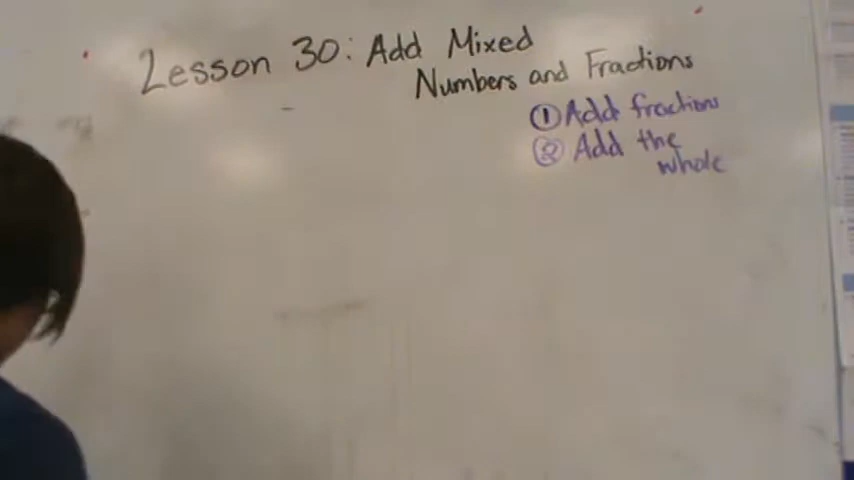 Lesson 30: Add Mixed
Numbers and Fractions
① Add fractions
② Add the
whole